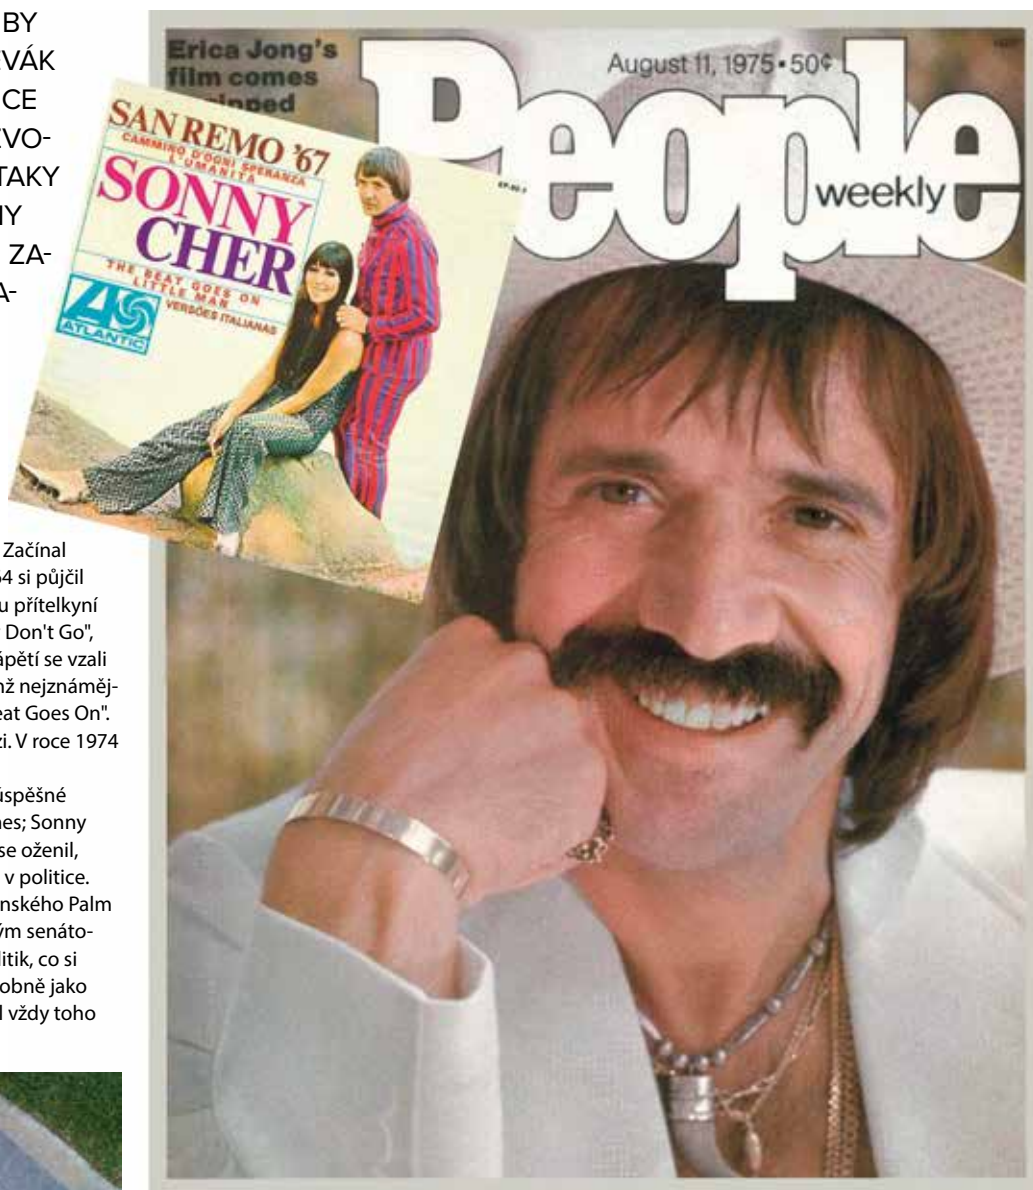 BY
VÁK
CE
VO-
TAKY
NY
ZA-
A-
Začínal
64 si půjčil
u přítelkyní
Don't Go",
ápětí se vzali
nž nejznáměj-
eat Goes On".
zi. V roce 1974
úspěšné
nes; Sonny
se oženil,
v politice.
nského Palm
ým senáto-
litik, co si
obně jako
l vždy toho
SAN REMO '67
CAMMINO D'OGNI SPERANZA
L'UMANITÀ
SONNY
CHER
THE BEAT GOES ON
LITTLE MAN
VERSÕES ITALIANAS
ATLANTIC
Erica Jong's
film comes
August 11, 1975 • 50¢
People
weekly